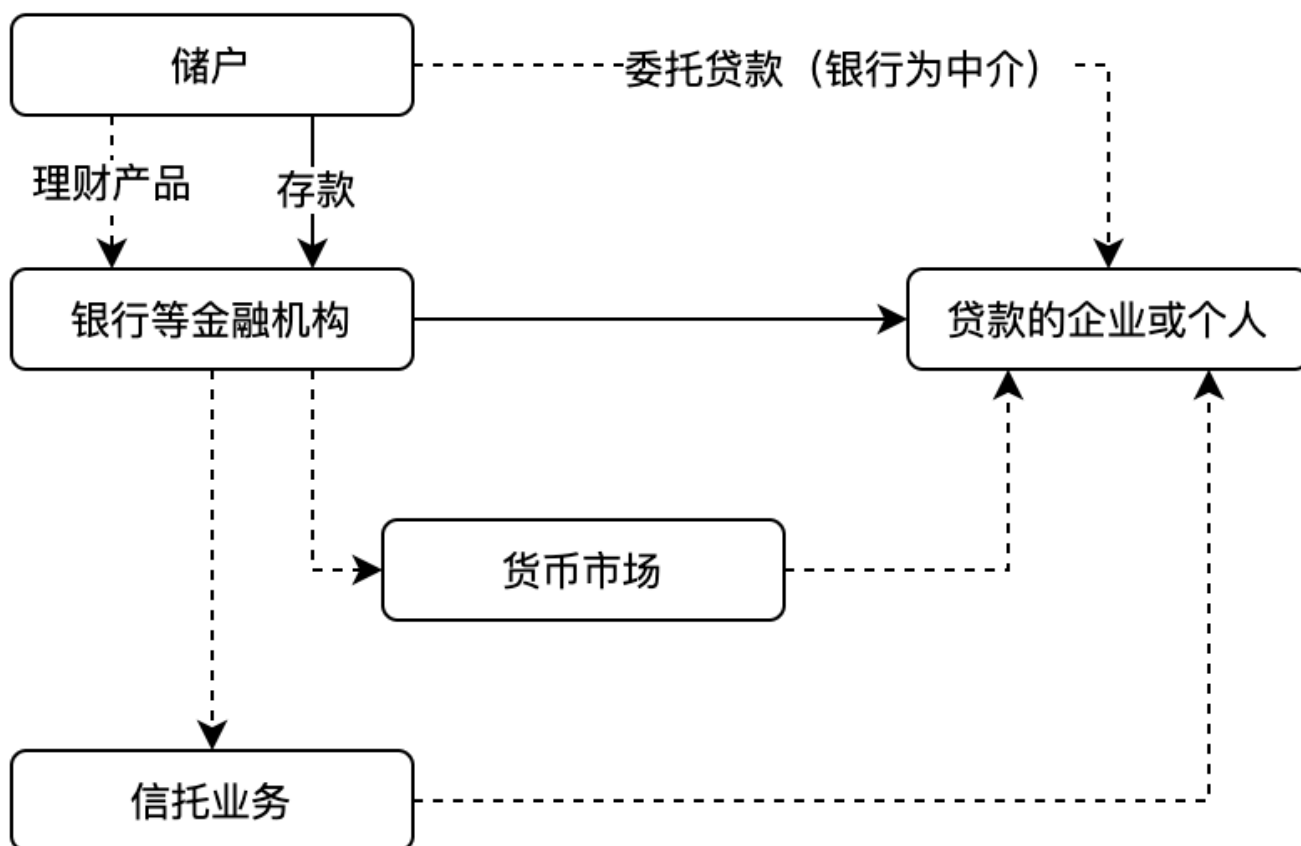 储户
委托贷款（银行为中介）
理财产品
存款
银行等金融机构
贷款的企业或个人
货币市场
信托业务